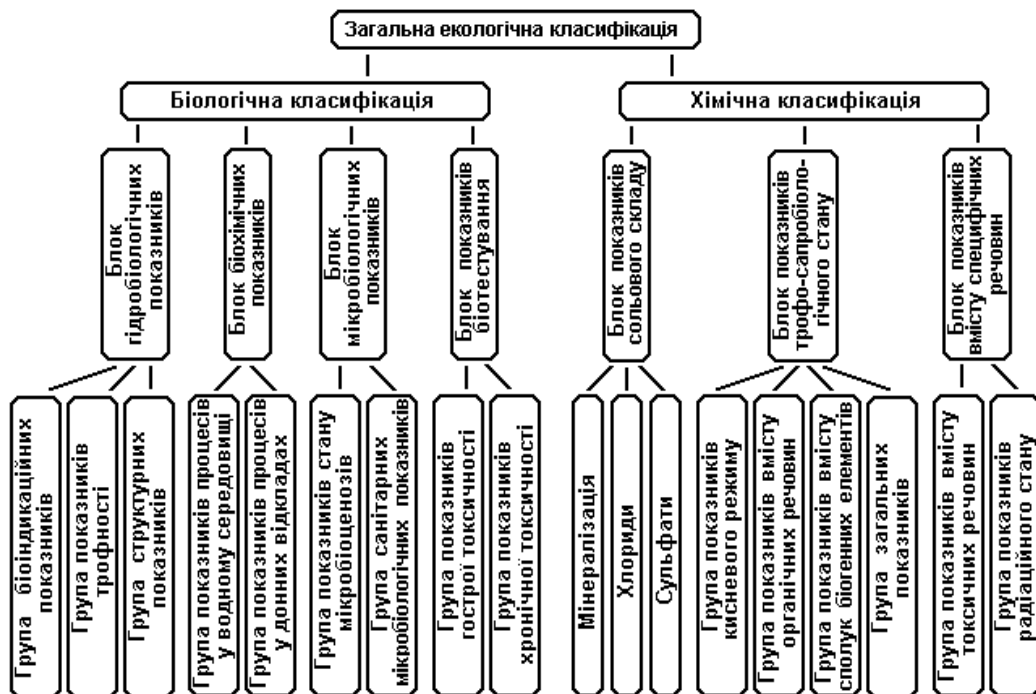 Загальна екологічна класифікація
Біологічна класифікація
Хімічна класифікація
Блок
гідробіологічних
показників
Блок біохімічних
показників
Блок
мікробіологічних
показників
Блок показників
біотестування
Блок показників
сольового складу
Блок показників
трофо-сапробіоло-
гічного стану
Блок показників
вмісту специфічних
речовин
Група біоіндикаційних
показників
Група показників
трофності
Група структурних
показників
Група показників процесів
у водному середовищі
Група показників процесів
у донних відкладах
Група показників стану
мікробіоценозів
Група санітарних
мікробіологічних показників
Група показників
гострої токсичності
Група показників
хронічної токсичності
Мінералізація
Хлориди
Сульфати
Група показників
кисневого режиму
Група показників вмісту
органічних речовин
Група показників вмісту
сполук біогенних елементів
Група загальних
показників
Група показників вмісту
токсичних речовин
Група показників
радіаційного стану